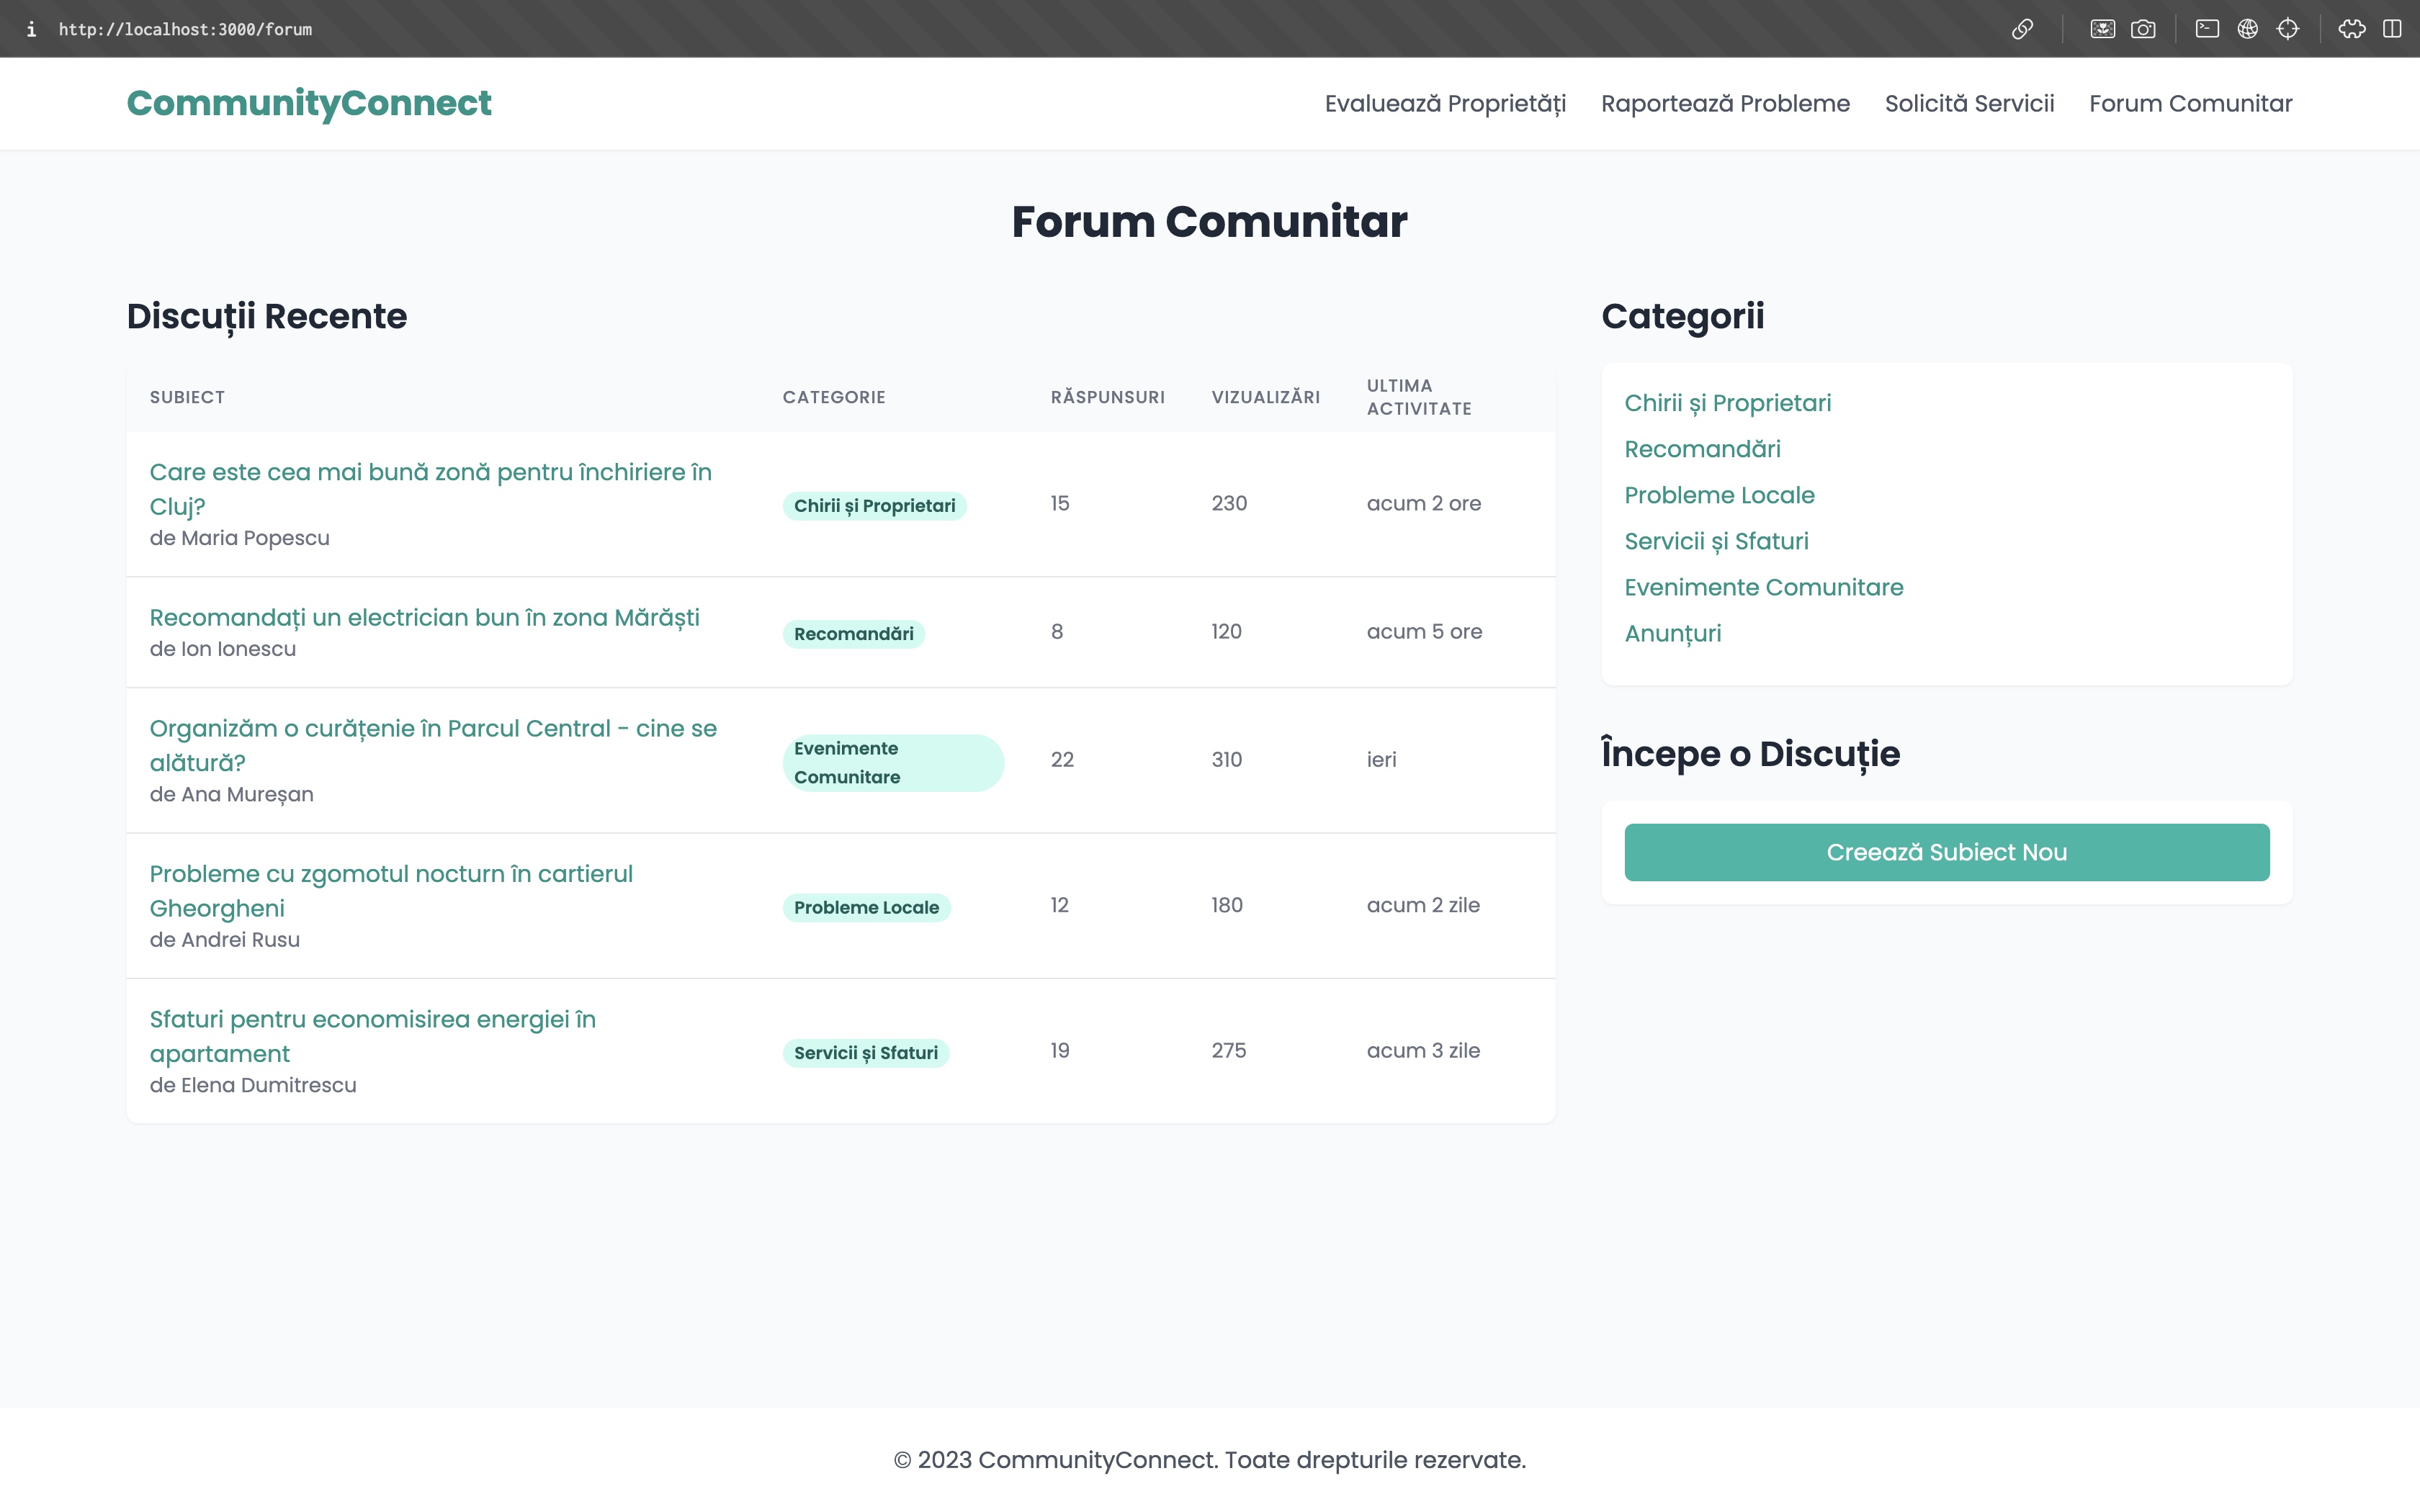 http://localhost:3000/forum
CommunityConnect
Evaluează Proprietăți
Raportează Probleme
Solicită Servicii
Forum Comunitar
Forum Comunitar
Discuții Recente
SUBIECT
CATEGORIE
RĂSPUNSURI
VIZUALIZĂRI
ULTIMA
ACTIVITATE
Care este cea mai bună zonă pentru închiriere în
Cluj?
de Maria Popescu
Chirii și Proprietari
15
230
acum 2 ore
Recomandați un electrician bun în zona Mărăști
de Ion Ionescu
Recomandări
8
120
acum 5 ore
Organizăm o curățenie în Parcul Central - cine se
alătură?
de Ana Mureșan
Evenimente
Comunitare
22
310
ieri
Probleme cu zgomotul nocturn în cartierul
Gheorgheni
de Andrei Rusu
Probleme Locale
12
180
acum 2 zile
Sfaturi pentru economisirea energiei în
apartament
de Elena Dumitrescu
Servicii și Sfaturi
19
275
acum 3 zile
Categorii
Chirii și Proprietari
Recomandări
Probleme Locale
Servicii și Sfaturi
Evenimente Comunitare
Anunțuri
Începe o Discuție
Creează Subiect Nou
© 2023 CommunityConnect. Toate drepturile rezervate.